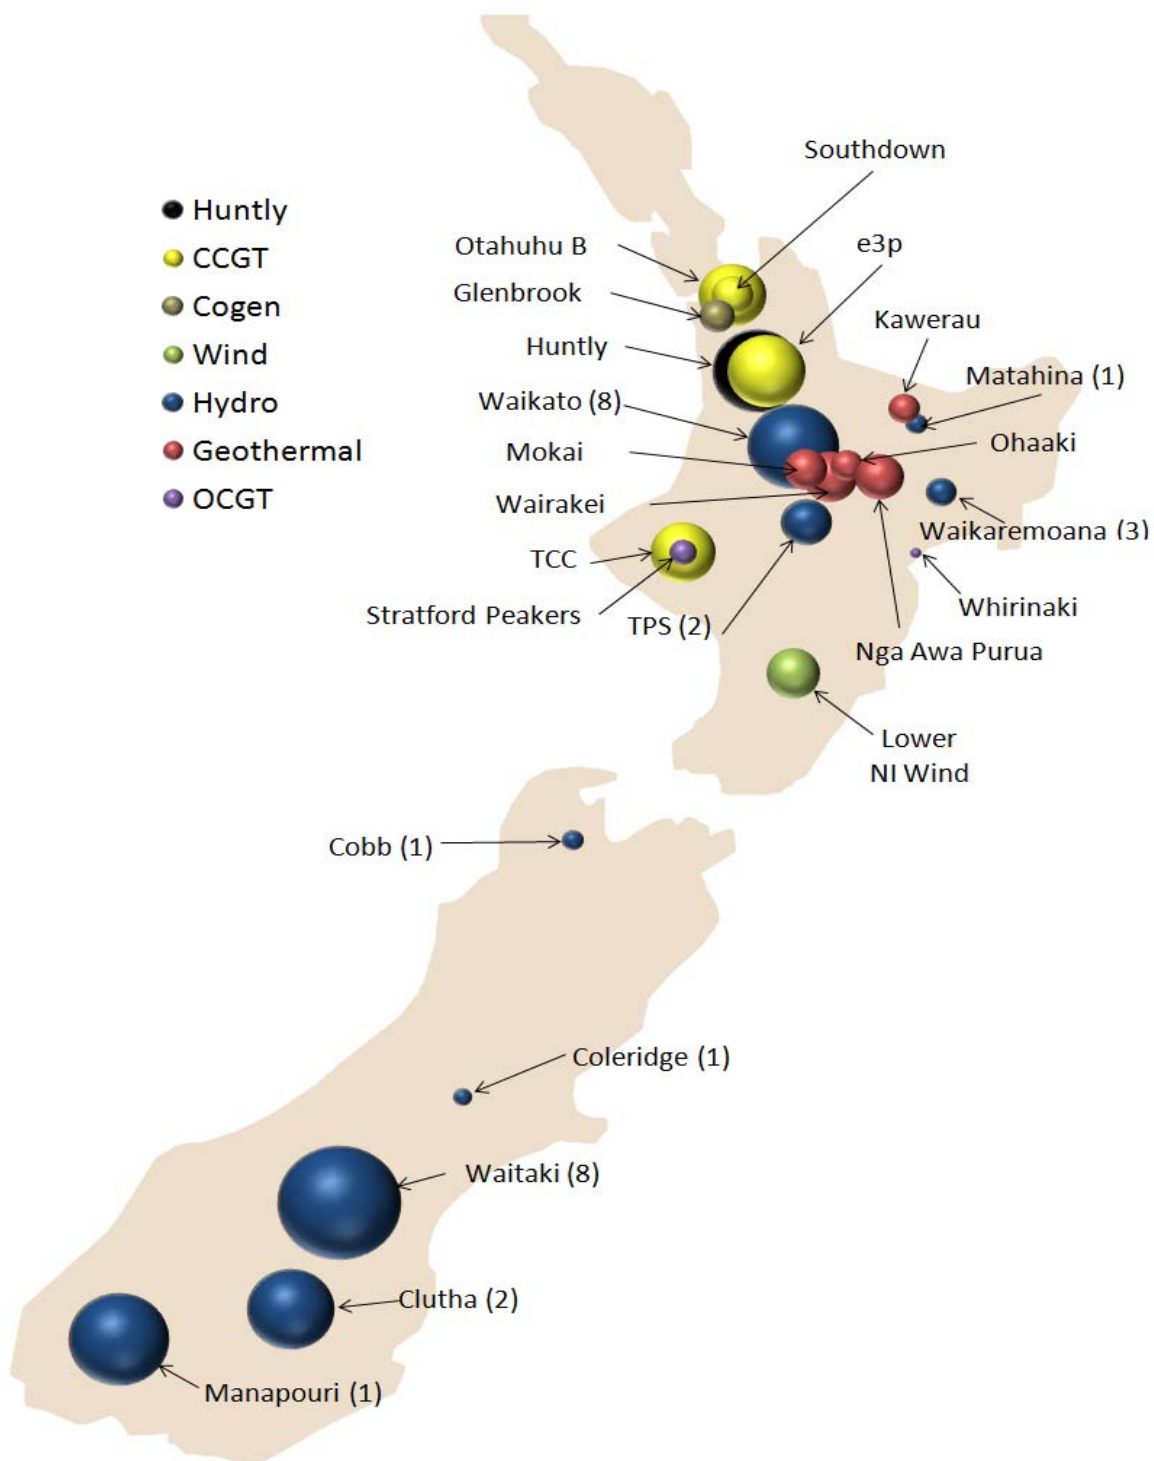 Southdown
Huntly
CCGT
Cogen
Wind
Hydro
Geothermal
OCGT
Otahuhu B
e3p
Glenbrook
Kawerau
Huntly
Matahina (1)
Waikato (8)
Ohaaki
Mokai
Wairakei
Waikaremoana (3)
TCC
Whirinaki
Stratford Peakers
TPS (2)
Nga Awa Purua
Lower
NI Wind
Cobb (1)
Coleridge (1)
Waitaki (8)
Clutha (2)
Manapouri (1)